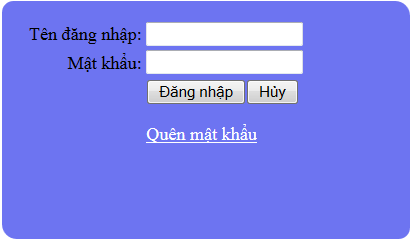 Tên đăng nhập:
Mật khẩu:
Đăng nhập Hủy
Quên mật khẩu